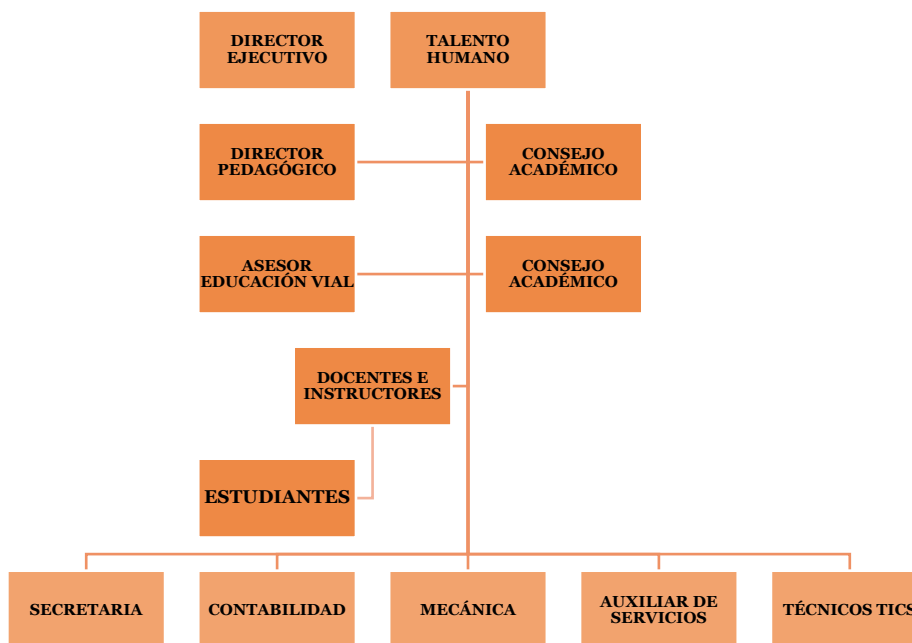 DIRECTOR
EJECUTIVO
TALENTO
HUMANO
DIRECTOR
PEDAGÓGICO
CONSEJO
ACADÉMICO
ASESOR
EDUCACIÓN VIAL
CONSEJO
ACADÉMICO
DOCENTES E
INSTRUCTORES
ESTUDIANTES
SECRETARIA
CONTABILIDAD
MECÁNICA
AUXILIAR DE
SERVICIOS
TÉCNICOS TICS